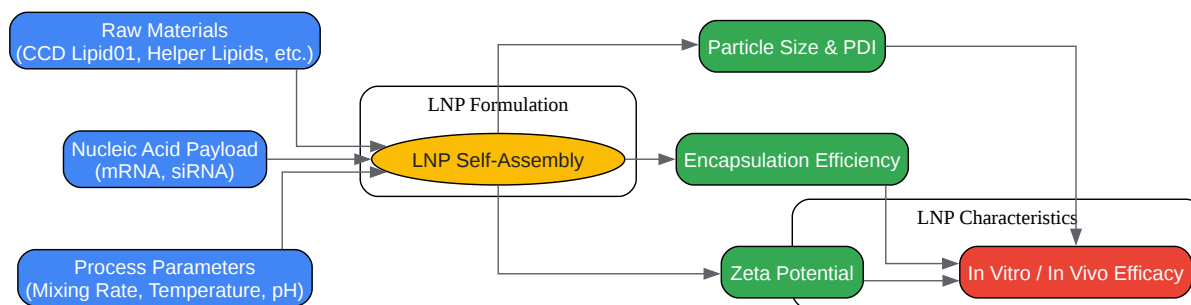 Raw Materials
(CCD Lipid01, Helper Lipids, etc.)
Particle Size & PDI
LNP Formulation
Nucleic Acid Payload
(mRNA, siRNA)
LNP Self-Assembly
Encapsulation Efficiency
LNP Characteristics
Process Parameters
(Mixing Rate, Temperature, pH)
Zeta Potential
In Vitro / In Vivo Efficacy